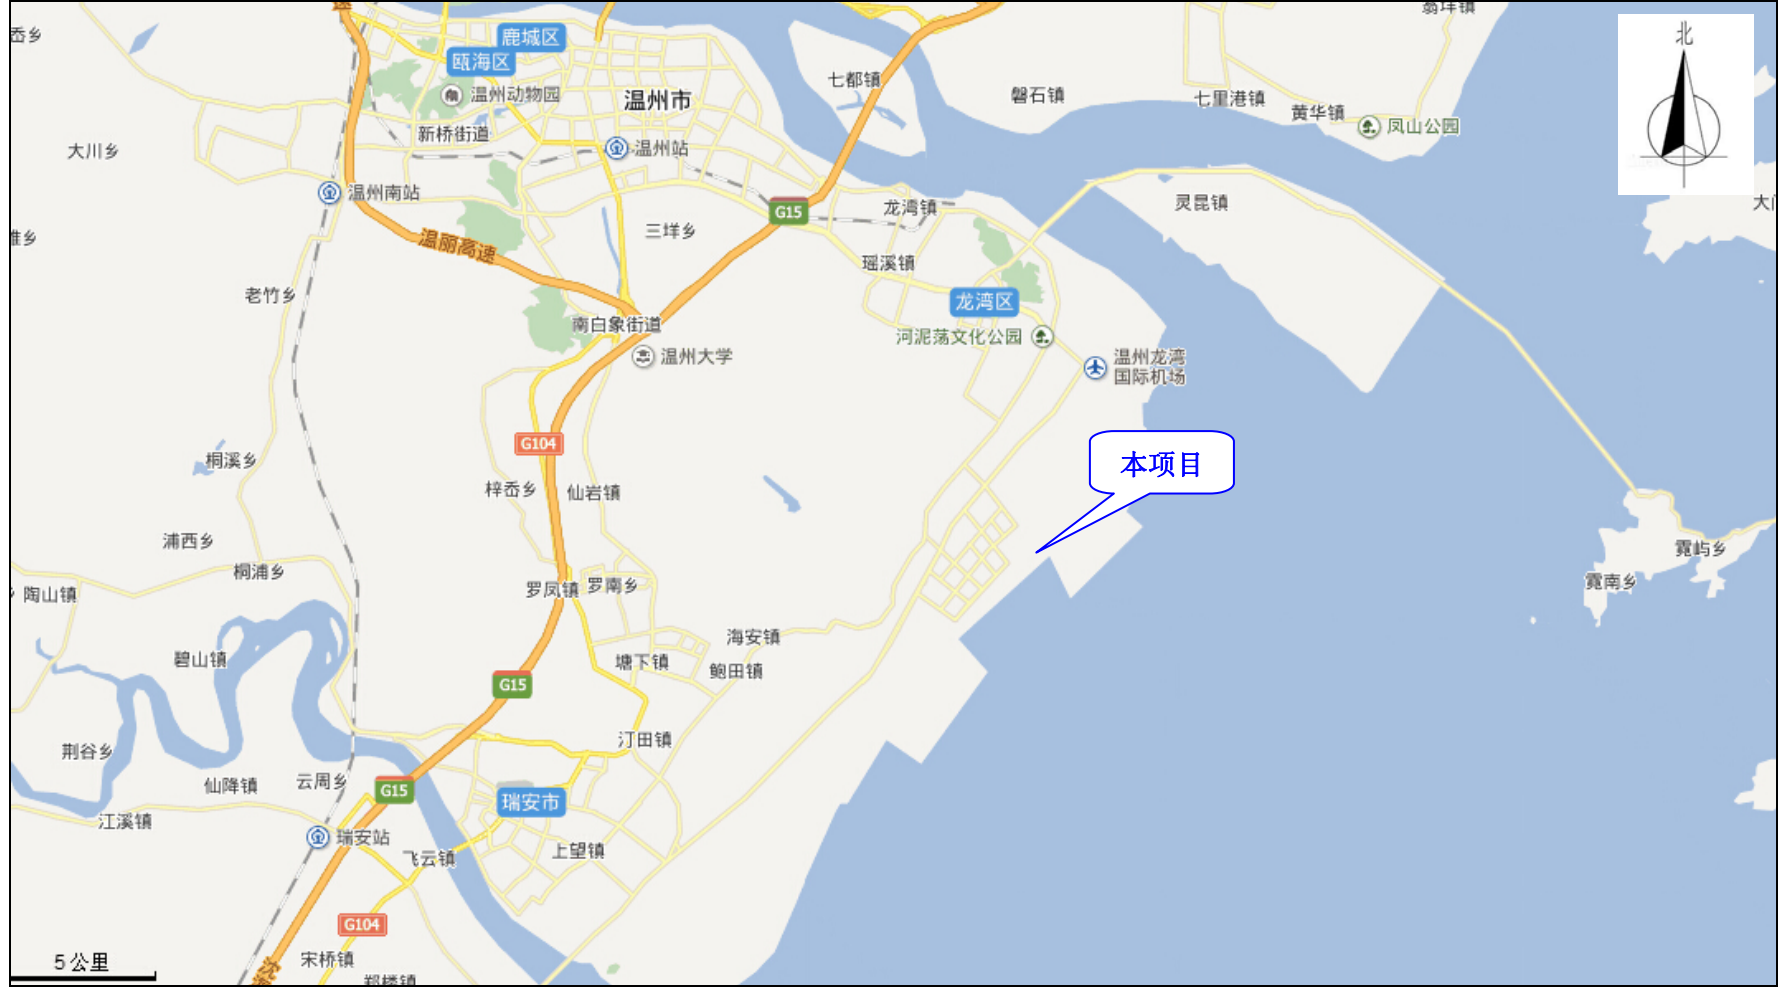 翁垟镇
岙乡
鹿城区
瓯海区
北
七都镇
温州动物园
温州市
磐石镇
七里港镇
黄华镇
凤山公园
新桥街道
大川乡
温州站
温州南站
灵昆镇
龙湾镇
G15
三垟乡
温丽高速
瑶溪镇
老竹乡
龙湾区
南白象街道
河泥荡文化公园
温州大学
温州龙湾
国际机场
G104
本项目
桐溪乡
梓岙乡
仙岩镇
浦西乡
霓屿乡
桐浦乡
霓南乡
陶山镇
罗凤镇
罗南乡
海安镇
碧山镇
塘下镇
鲍田镇
G15
汀田镇
荆谷乡
仙降镇
云周乡
G15
瑞安市
江溪镇
瑞安站
上望镇
飞云镇
G104
宋桥镇
5公里
郑楼镇